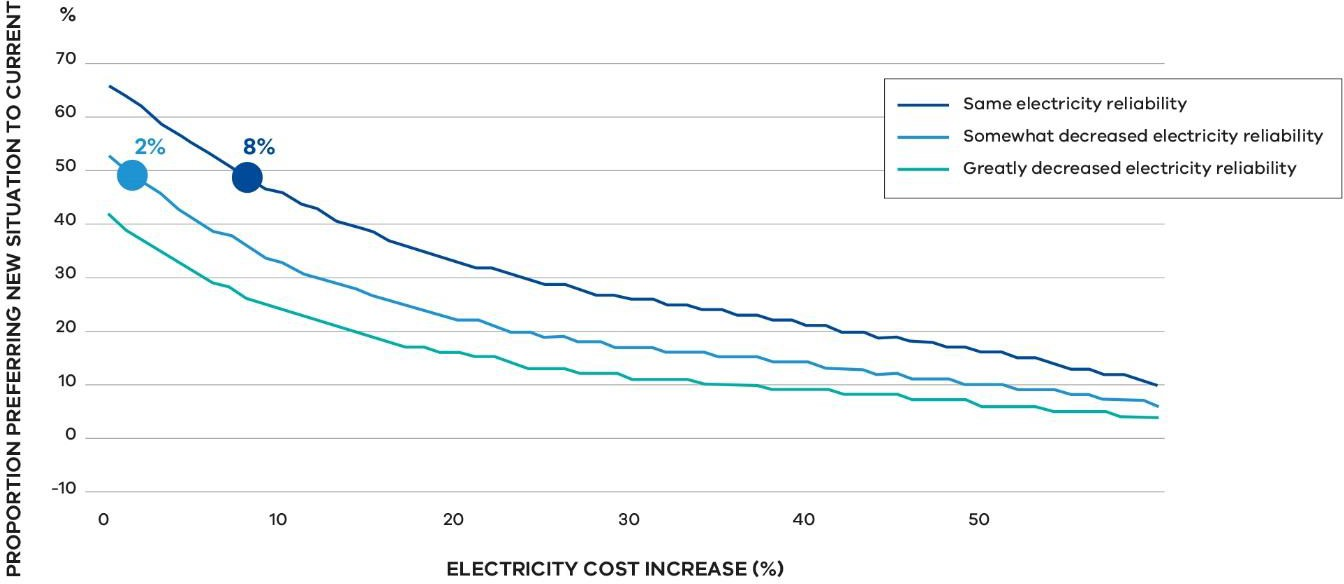 PROPORTION PREFERRING NEW SITUATION TO CURRENT
%
70
60
50
40
30
20
10
0
-10
2%
8%
Same electricity reliability
Somewhat decreased electricity reliability
Greatly decreased electricity reliability
0 10 20 30 40 50
ELECTRICITY COST INCREASE (%)